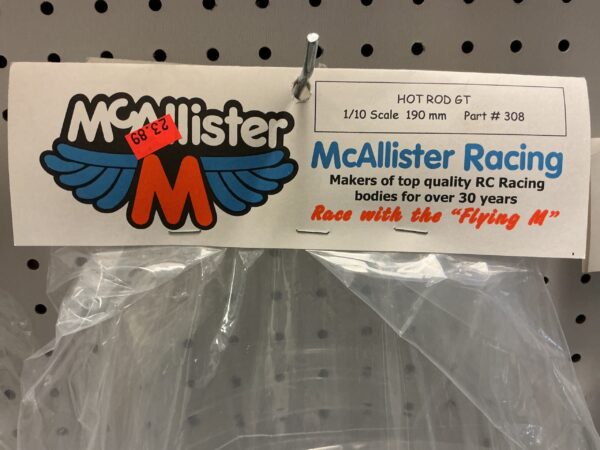 McAllister
23.89
M
HOT ROD GT
1/10 Scale 190 mm Part # 308
McAllister Racing
Makers of top quality RC Racing
bodies for over 30 years
Race with the "Flying M"